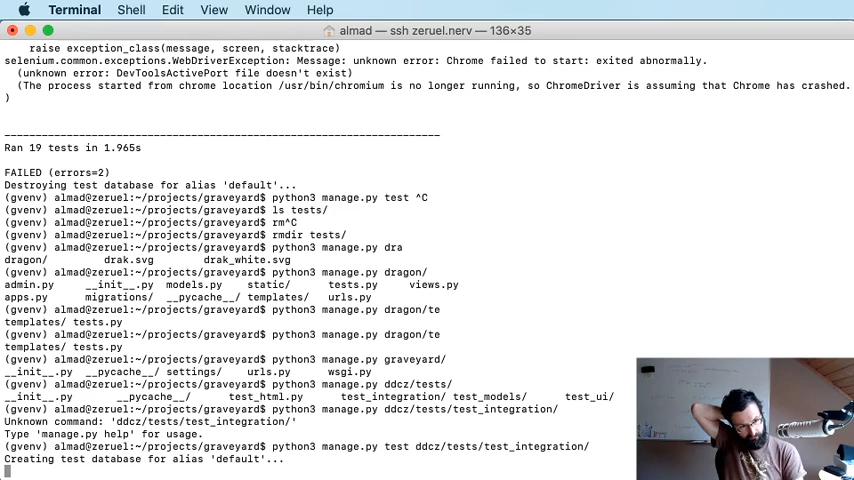 Terminal Shell Edit View Window Help
almad — ssh zeruel.nerv — 136×35
raise exception_class(message, screen, stacktrace)
selenium.common.exceptions.WebDriverException: Message: unknown error: Chrome failed to start: exited abnormally.
(unknown error: DevToolsActivePort file doesn't exist)
(The process started from chrome location /usr/bin/chromium is no longer running, so ChromeDriver is assuming that Chrome has crashed.
)
----------------------------------------------------------------------
Ran 19 tests in 1.965s
FAILED (errors=2)
Destroying test database for alias 'default'...
(gvenv) almad@zeruel:~/projects/graveyard$ python3 manage.py test ^C
(gvenv) almad@zeruel:~/projects/graveyard$ ls tests/
(gvenv) almad@zeruel:~/projects/graveyard$ rm^C
(gvenv) almad@zeruel:~/projects/graveyard$ rmdir tests/
(gvenv) almad@zeruel:~/projects/graveyard$ python3 manage.py dra
dragon/ drak.svg drak_white.svg
(gvenv) almad@zeruel:~/projects/graveyard$ python3 manage.py dragon/
admin.py __init__.py models.py static/ tests.py views.py
apps.py migrations/ __pycache__/ templates/ urls.py
(gvenv) almad@zeruel:~/projects/graveyard$ python3 manage.py dragon/te
templates/ tests.py
(gvenv) almad@zeruel:~/projects/graveyard$ python3 manage.py dragon/te
templates/ tests.py
(gvenv) almad@zeruel:~/projects/graveyard$ python3 manage.py graveyard/
__init__.py __pycache__/ settings/ urls.py wsgi.py
(gvenv) almad@zeruel:~/projects/graveyard$ python3 manage.py ddcz/tests/
__init__.py __pycache__/ test_html.py test_integration/ test_models/ test_ui/
(gvenv) almad@zeruel:~/projects/graveyard$ python3 manage.py ddcz/tests/test_integration/
Unknown command: 'ddcz/tests/test_integration/'
Type 'manage.py help' for usage.
(gvenv) almad@zeruel:~/projects/graveyard$ python3 manage.py test ddcz/tests/test_integration/
Creating test database for alias 'default'...